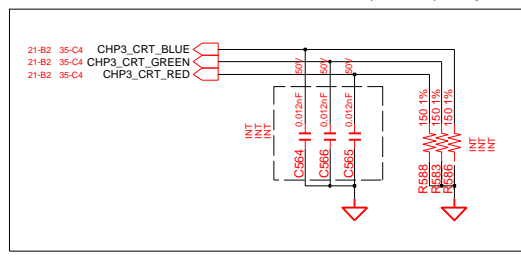 21-B2 35-C4 CHP3_CRT_BLUE
21-B2 35-C4 CHP3_CRT_GREEN
21-B2 35-C4 CHP3_CRT_RED
50V
50V
50V
0.012nF
0.012nF
0.012nF
C564
C566
C565
INT
INT
INT
150 1%
150 1%
150 1%
R588
R583
R586
INT
INT
INT